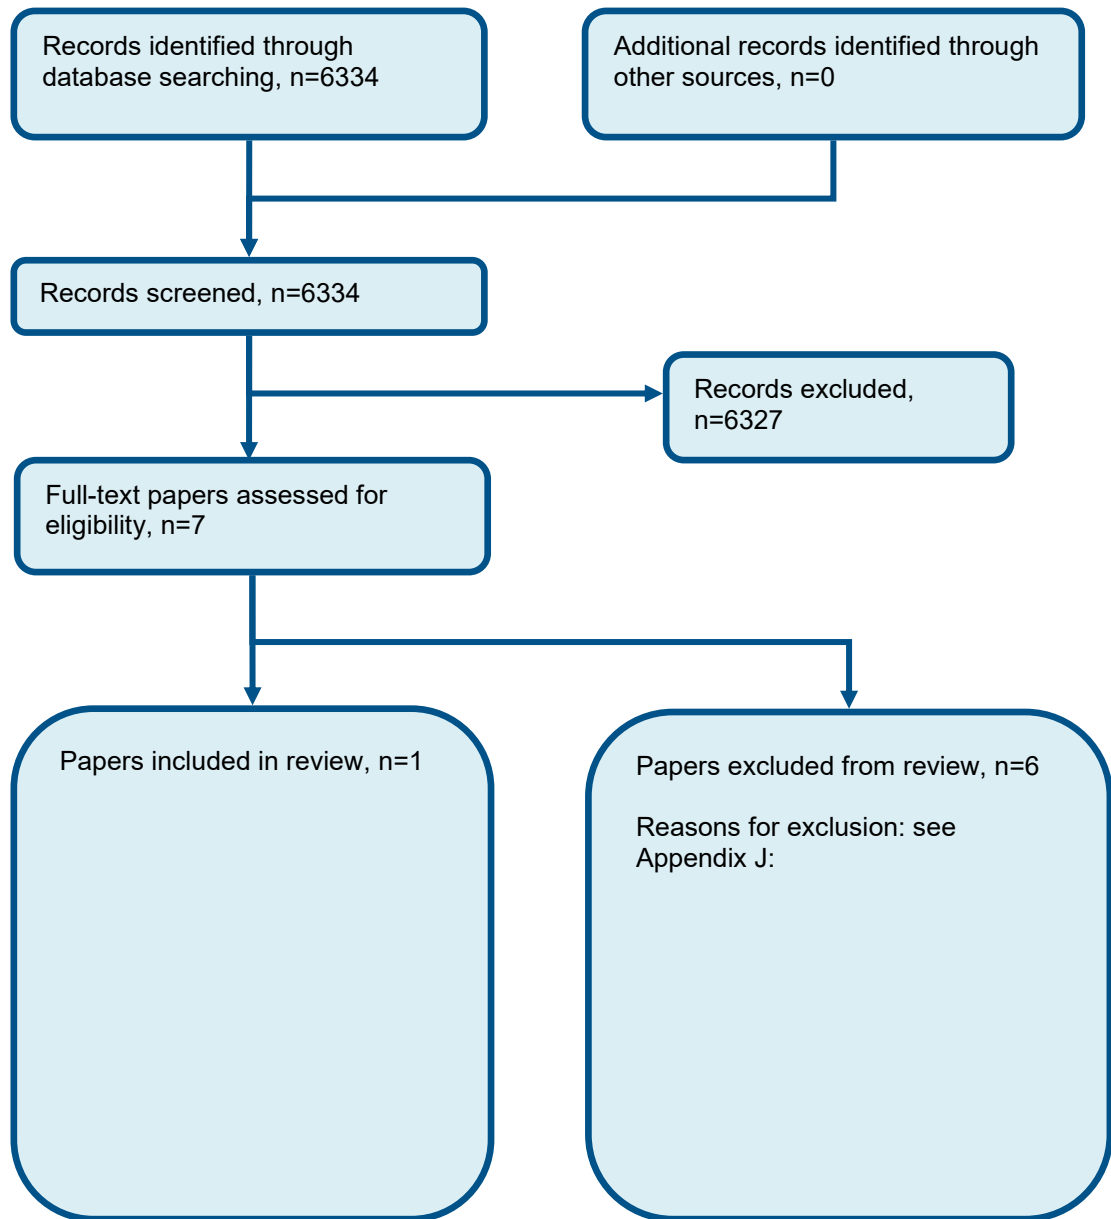 Records identified through
database searching, n=6334
Additional records identified through
other sources, n=0
Records screened, n=6334
Records excluded,
n=6327
Full-text papers assessed for
eligibility, n=7
Papers included in review, n=1
Papers excluded from review, n=6
Reasons for exclusion: see
Appendix J: